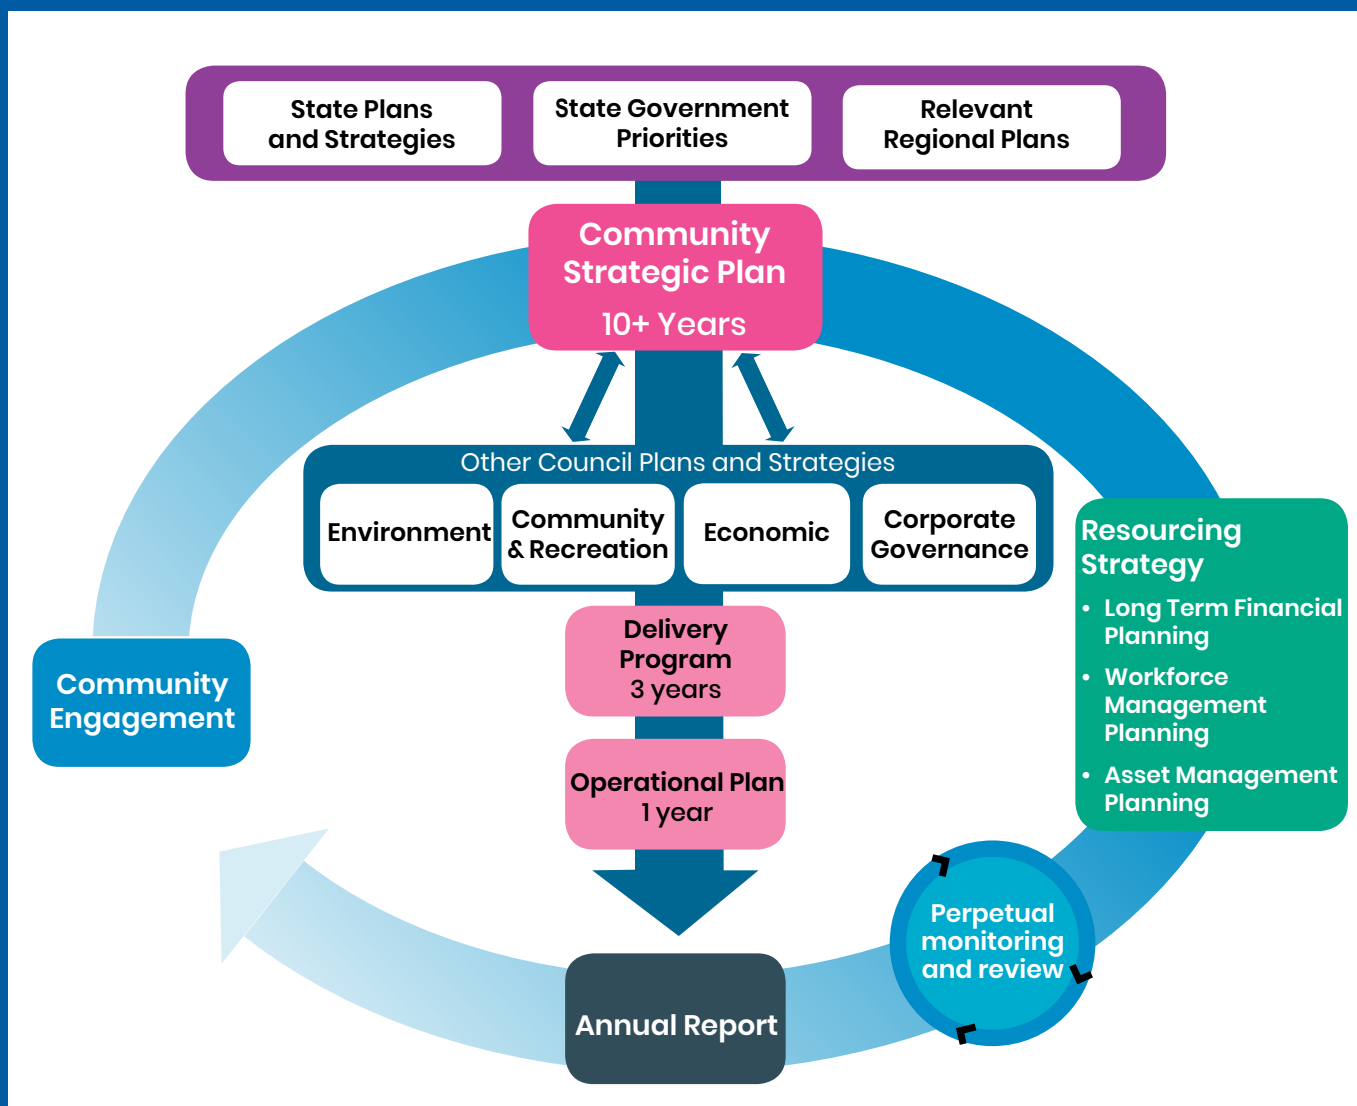 State Plans
and Strategies
State Government
Priorities
Relevant
Regional Plans
Community
Strategic Plan
10+ Years
Other Council Plans and Strategies
Environment
Community
& Recreation
Economic
Corporate
Governance
Resourcing
Strategy
• Long Term Financial
Planning
• Workforce
Management
Planning
• Asset Management
Planning
Delivery
Program
3 years
Community
Engagement
Operational Plan
1 year
Perpetual
monitoring
and review
Annual Report